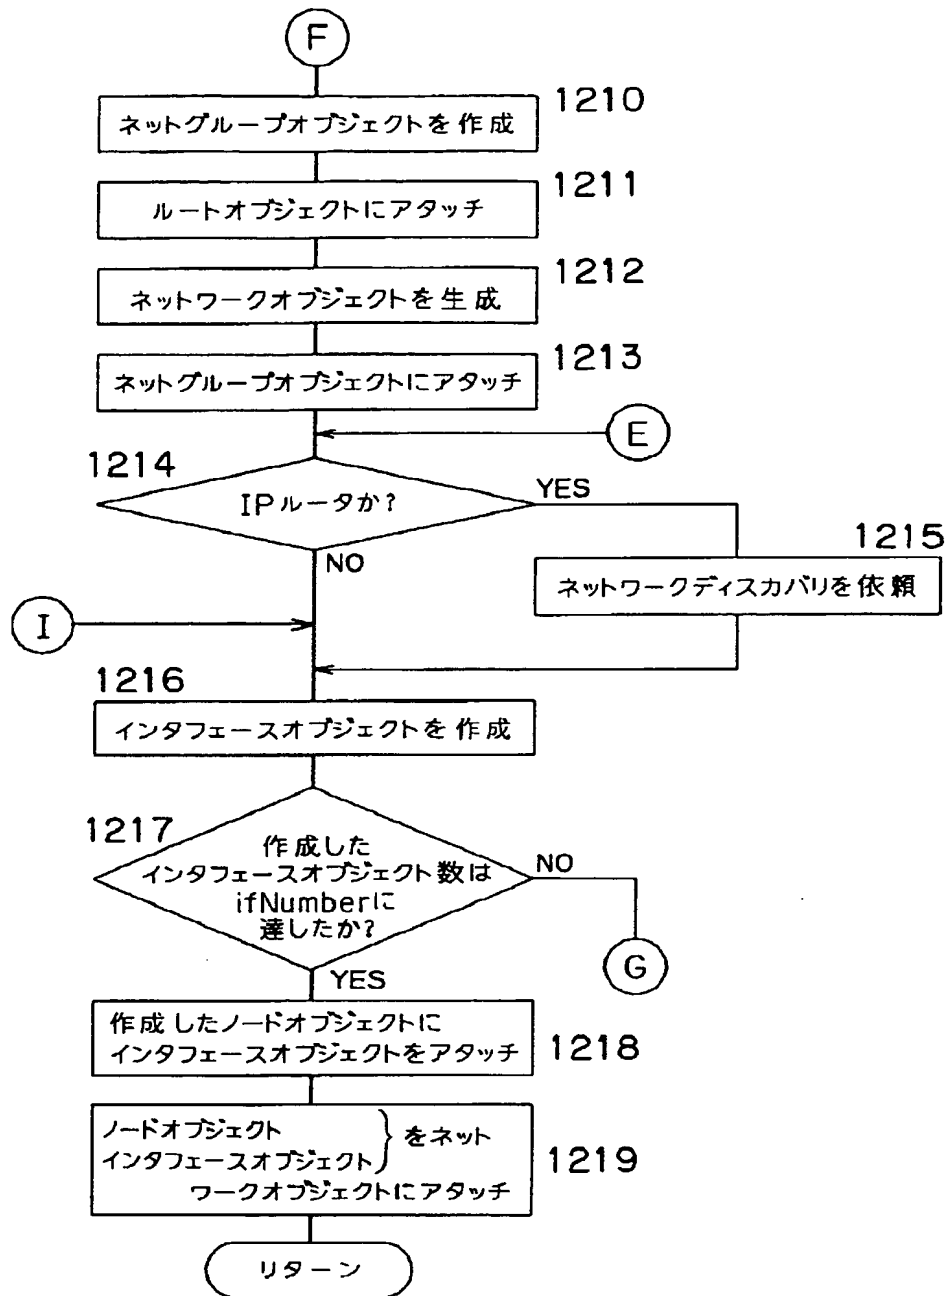 F
1210
ネットグループオブジェクトを作成
1211
ルートオブジェクトにアタッチ
1212
ネットワークオブジェクトを生成
1213
ネットグループオブジェクトにアタッチ
E
1214
IPルータか?
YES
NO
1215
ネットワークディスカバリを依頼
I
1216
インタフェースオブジェクトを作成
1217
作成した
インタフェースオブジェクト数は
ifNumberに
達したか?
NO
G
YES
作成したノードオブジェクトに
インタフェースオブジェクトをアタッチ
1218
ノードオブジェクト
インタフェースオブジェクト
}をネット
ワークオブジェクトにアタッチ
1219
リターン